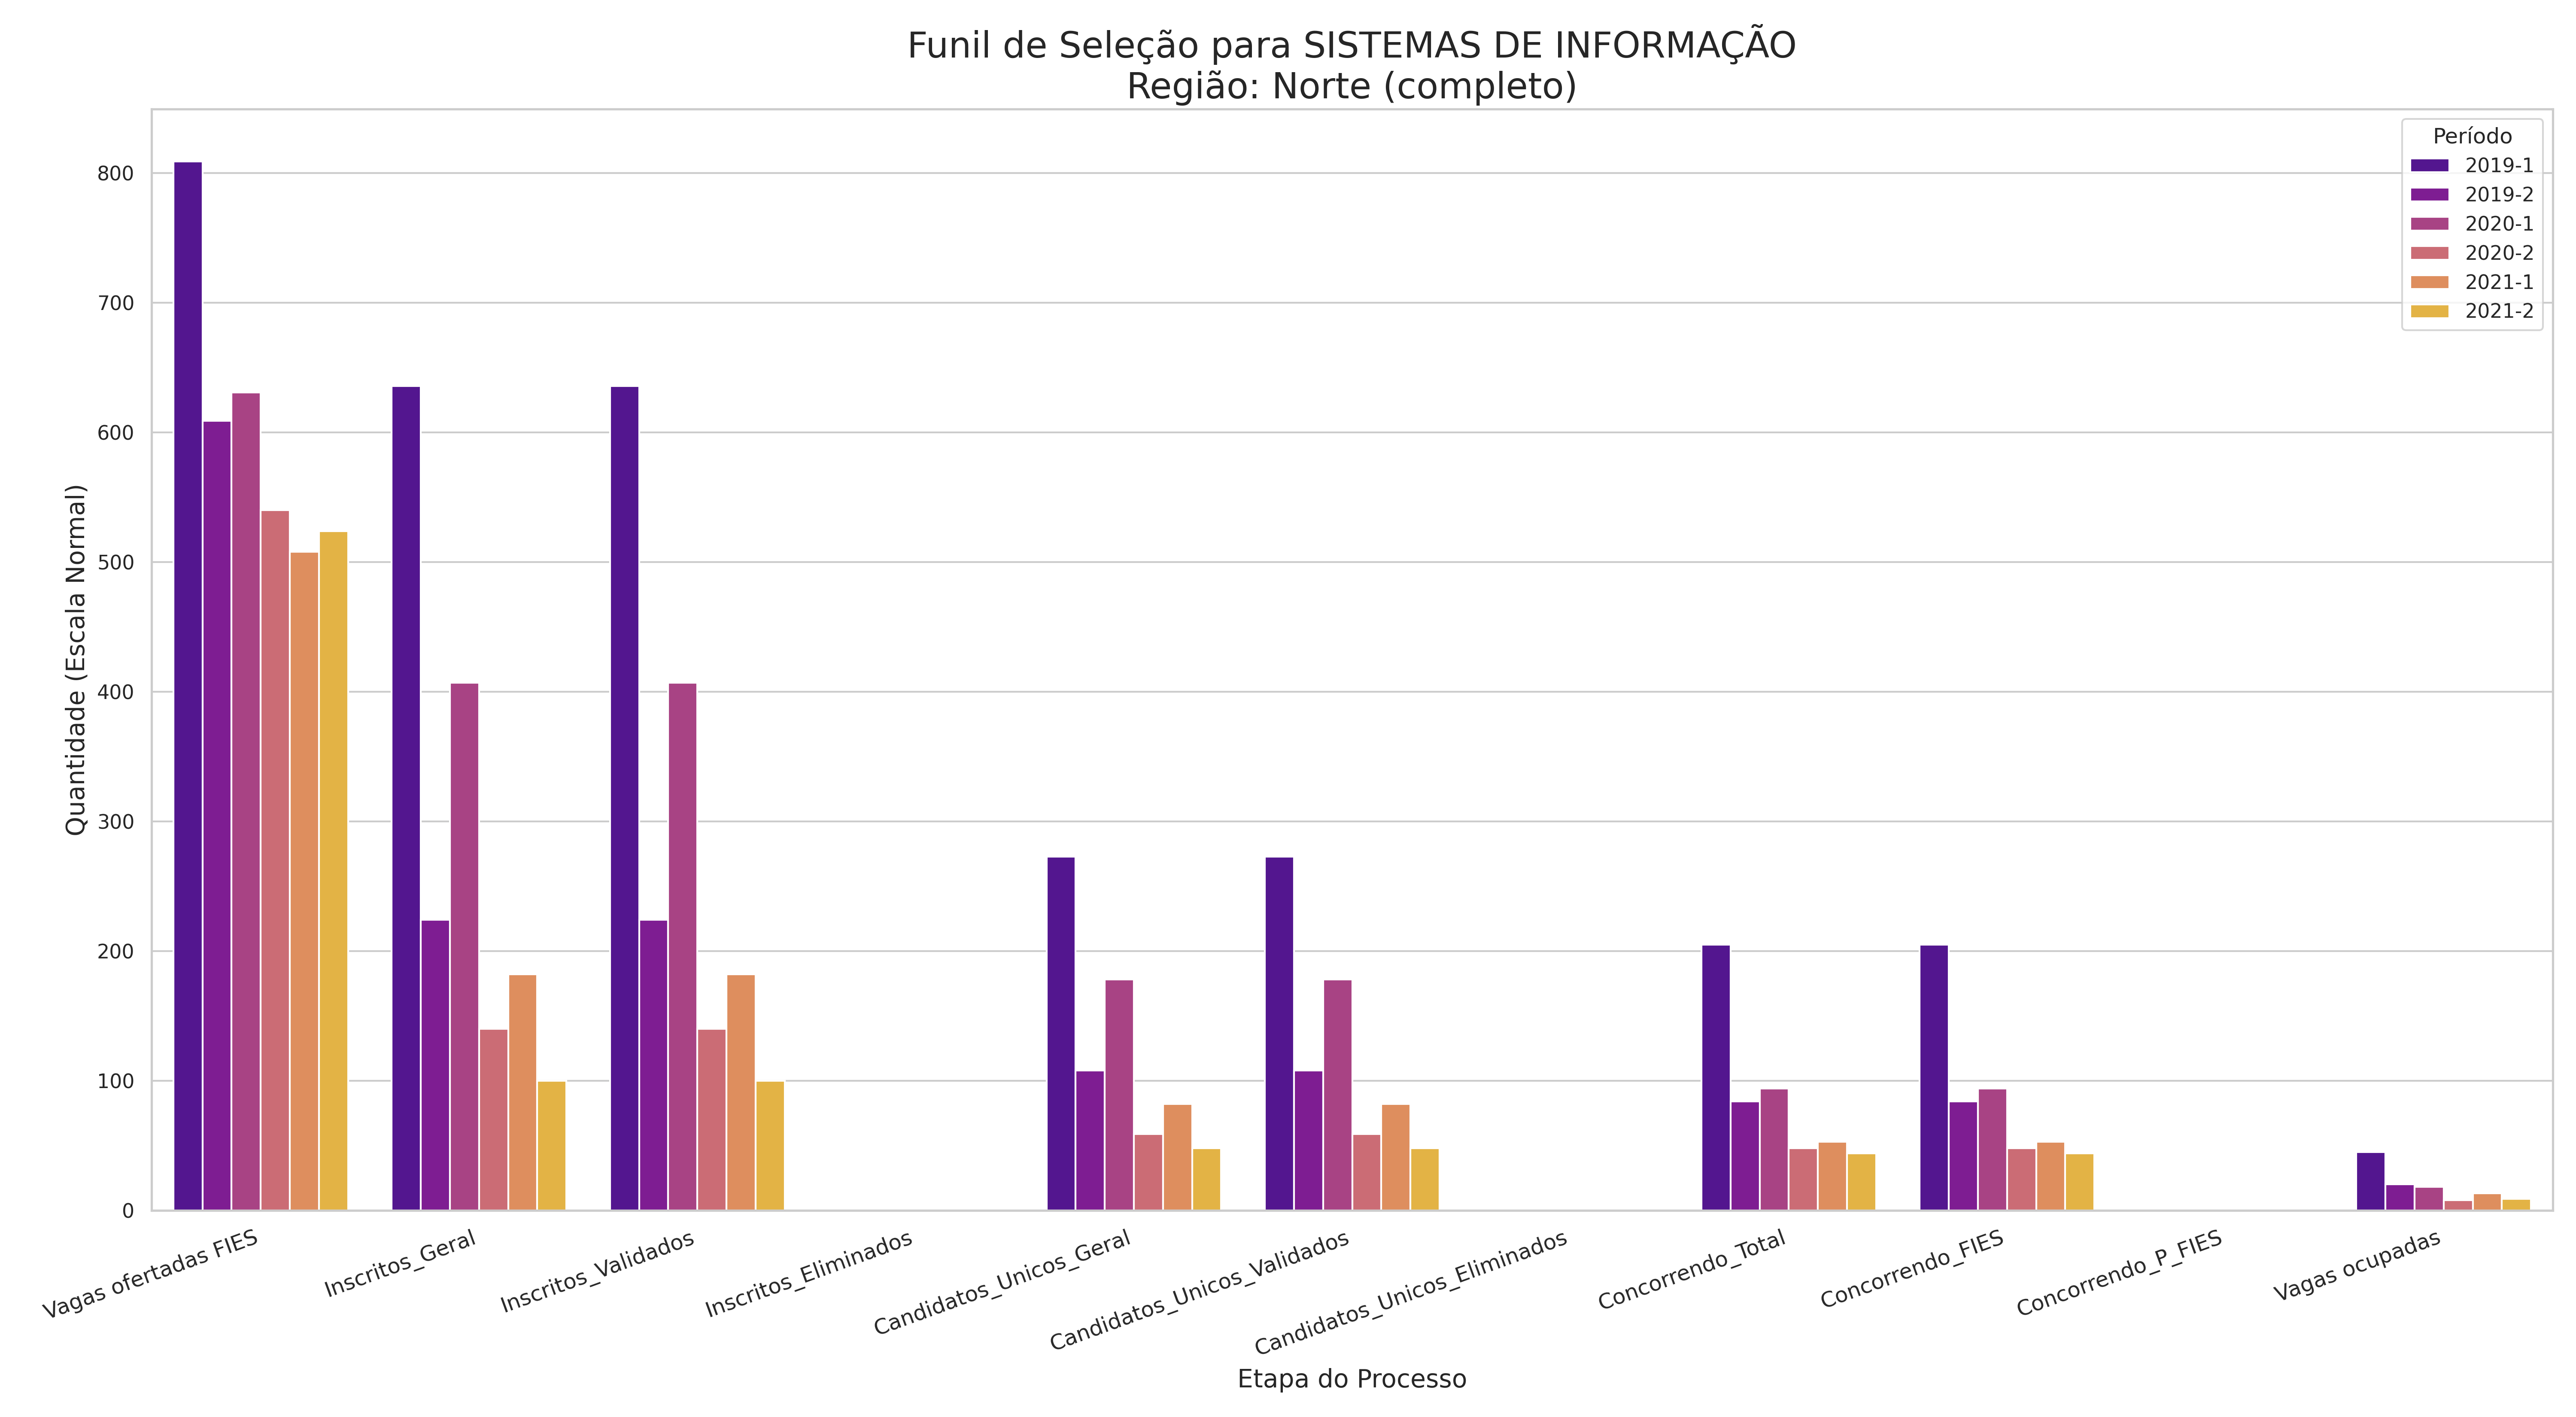 Funil de Seleção para SISTEMAS DE INFORMAÇÃO
Região: Norte (completo)
Quantidade (Escala Normal)
800
700
600
500
400
300
200
100
0
Período
2019-1
2019-2
2020-1
2020-2
2021-1
2021-2
Vagas ofertadas FIES
Inscritos_Geral
Inscritos_Validados
Inscritos_Eliminados
Candidatos_Unicos_Geral
Candidatos_Unicos_Validados
Candidatos_Unicos_Eliminados
Concorrendo_Total
Concorrendo_FIES
Concorrendo_P_FIES
Vagas ocupadas
Etapa do Processo